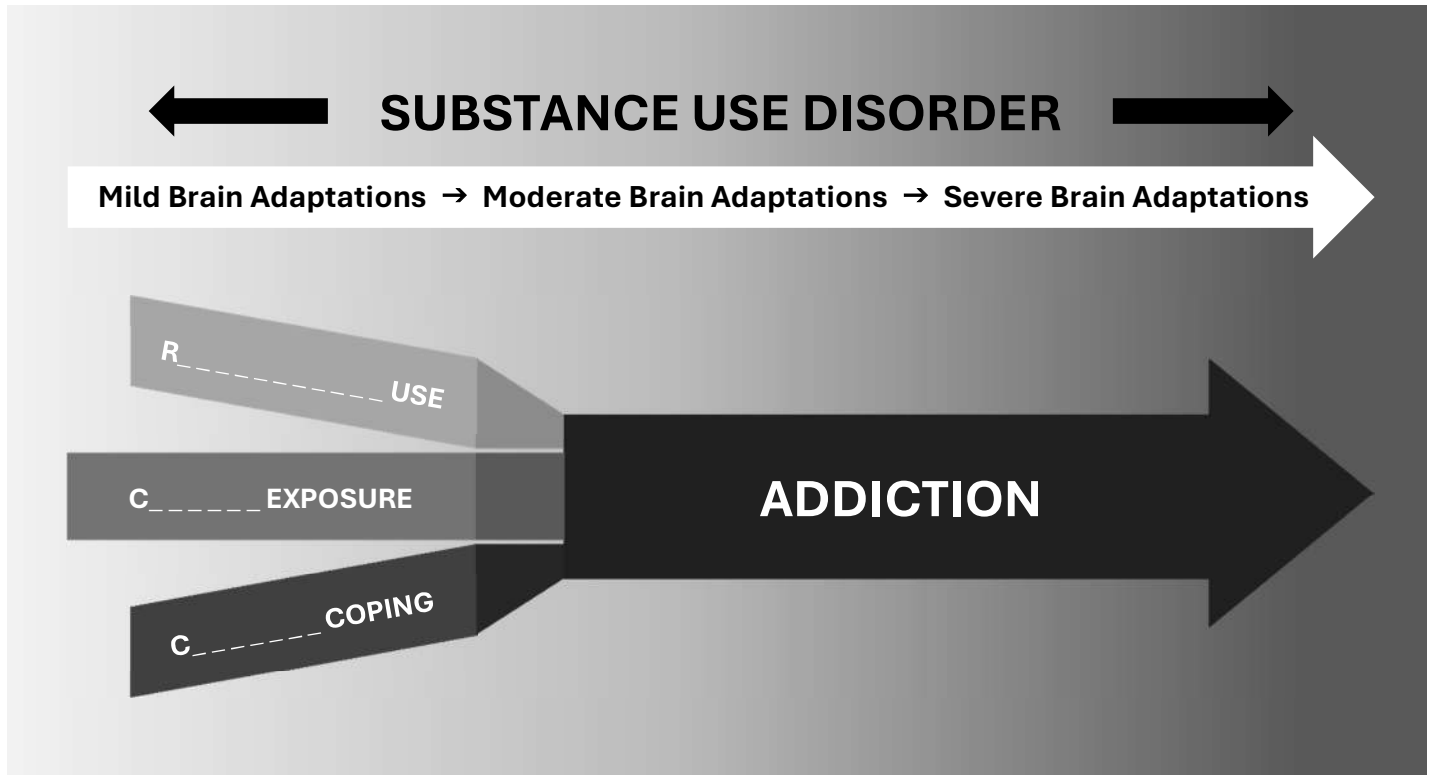 SUBSTANCE USE DISORDER
Mild Brain Adaptations → Moderate Brain Adaptations → Severe Brain Adaptations
R_ _ _ _ _ _ _ _ _ _ _ _ USE
C_ _ _ _ _ _ EXPOSURE
C_ _ _ _ _ _ _ COPING
ADDICTION